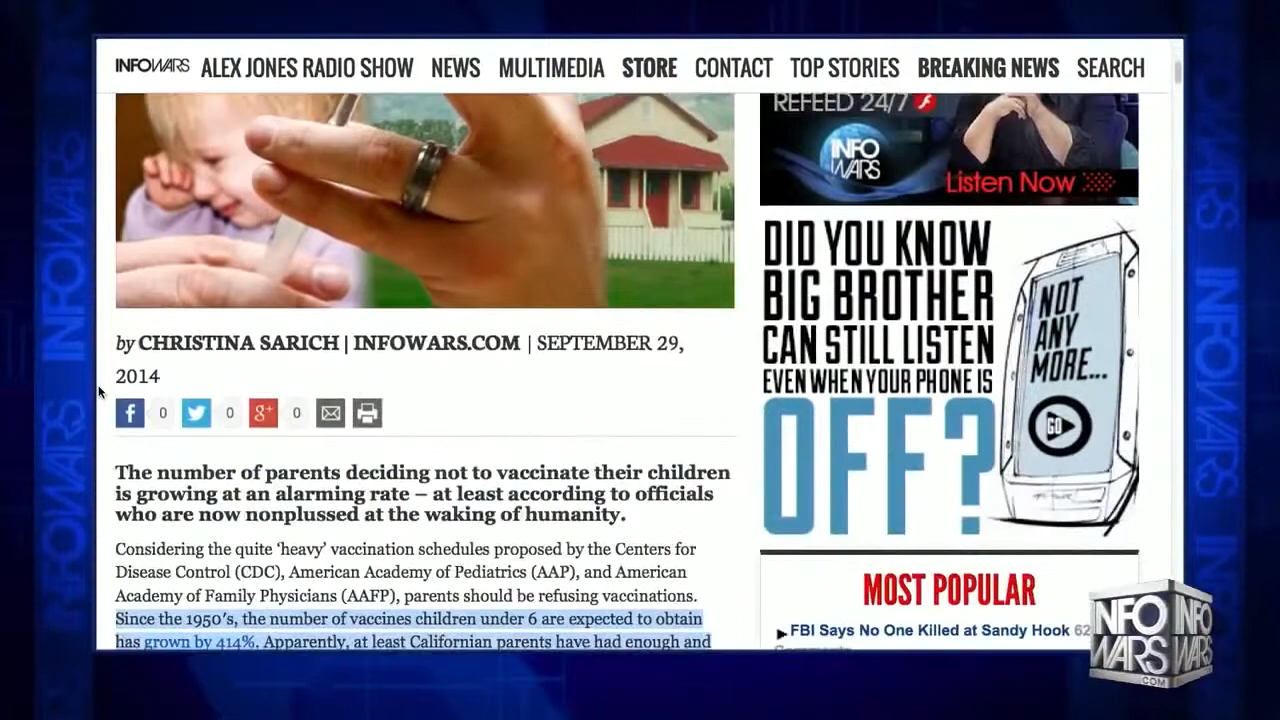 INFOWARS ALEX JONES RADIO SHOW NEWS MULTIMEDIA STORE CONTACT TOP STORIES BREAKING NEWS SEARCH
REFEED 24/7
INFO
WARS
Listen Now
by CHRISTINA SARICH | INFOWARS.COM | SEPTEMBER 29,
2014
0 0 0
The number of parents deciding not to vaccinate their children
is growing at an alarming rate – at least according to officials
who are now nonplussed at the waking of humanity.
Considering the quite ‘heavy’ vaccination schedules proposed by the Centers for
Disease Control (CDC), American Academy of Pediatrics (AAP), and American
Academy of Family Physicians (AAFP), parents should be refusing vaccinations.
Since the 1950′s, the number of vaccines children under 6 are expected to obtain
has grown by 414%. Apparently, at least Californian parents have had enough and
DID YOU KNOW
BIG BROTHER
CAN STILL LISTEN
EVEN WHEN YOUR PHONE IS
OFF?
NOT
ANY
MORE...
GO
MOST POPULAR
FBI Says No One Killed at Sandy Hook 62
Comments
INFO
WARS
.COM
INFO
WARS
INFOWARS
INFOWARS
INFOWARS
INFOWARS